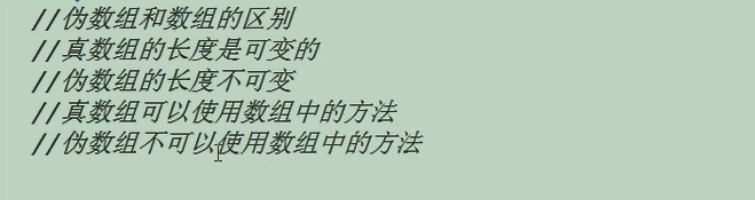 //伪数组和数组的区别
//真数组的长度是可变的
//伪数组的长度不可变
//真数组可以使用数组中的方法
//伪数组不可以使用数组中的方法